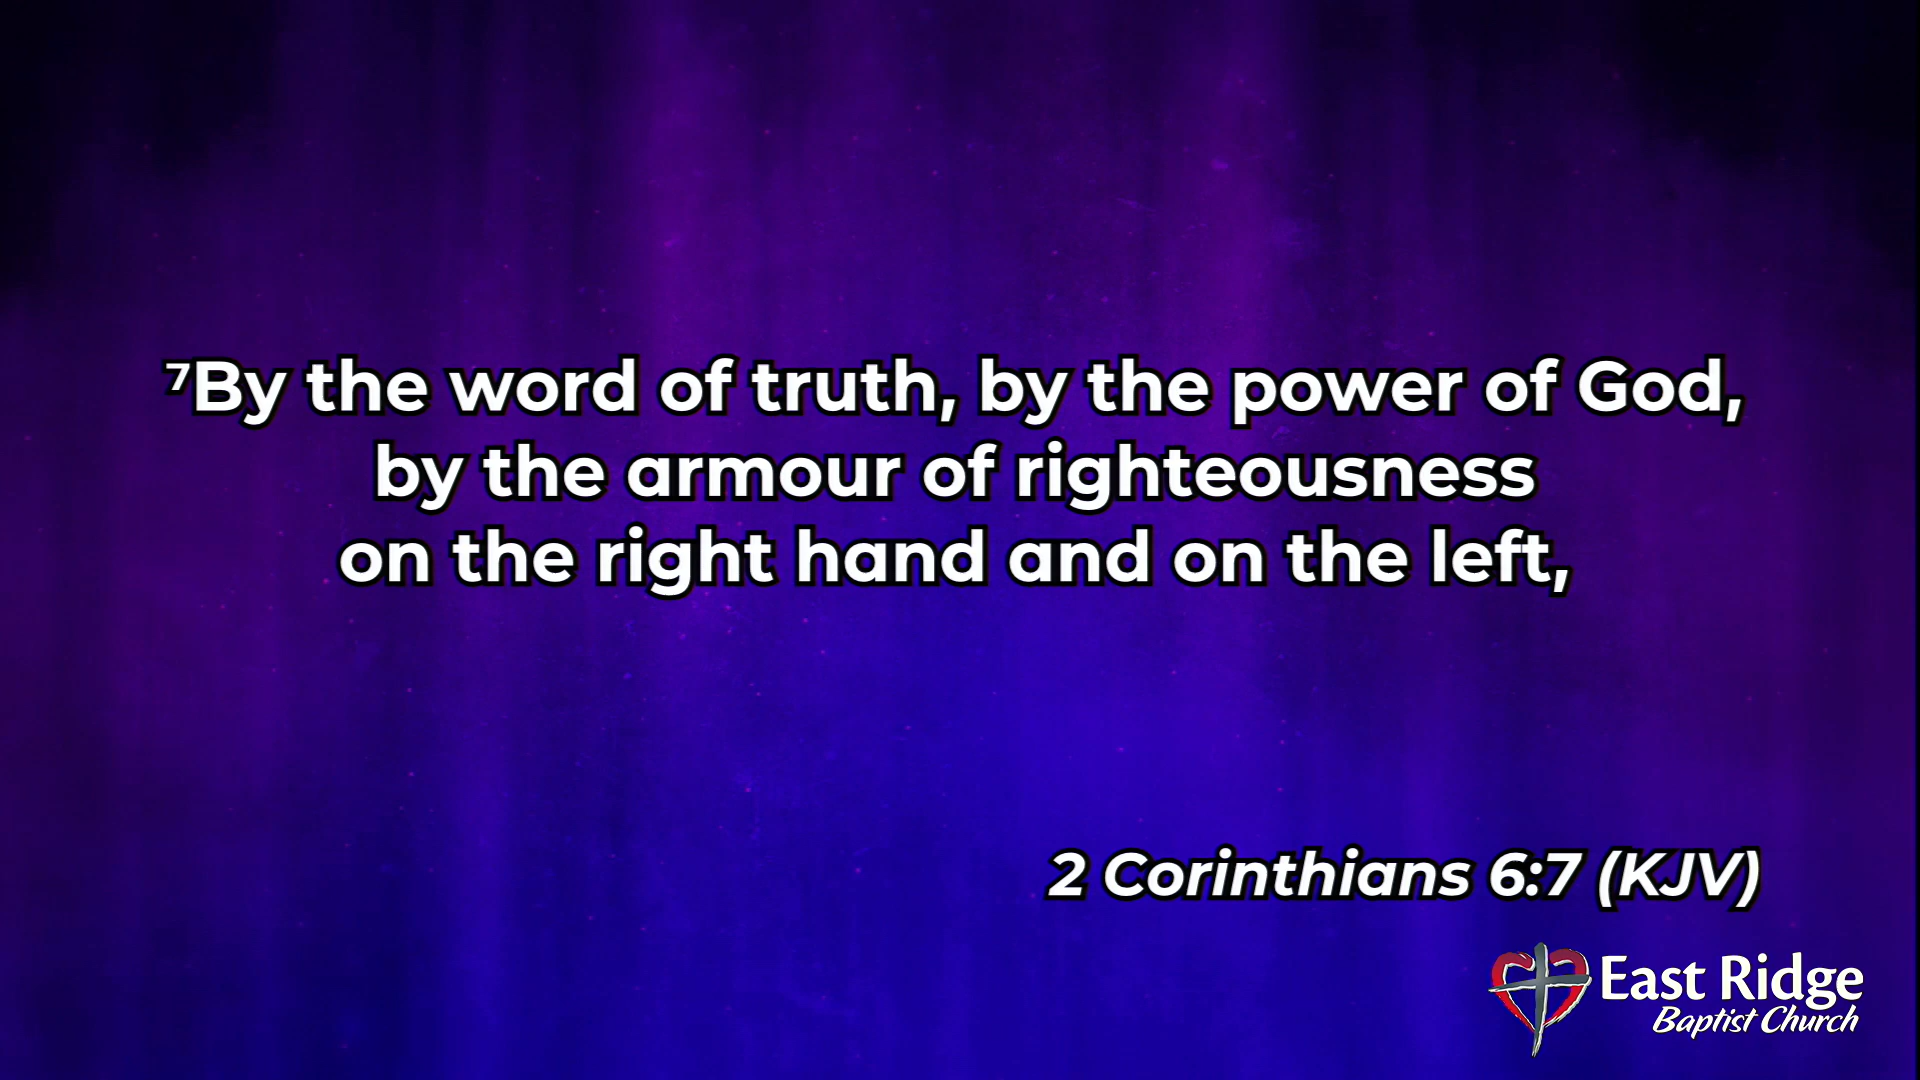 ⁷By the word of truth, by the power of God,
by the armour of righteousness
on the right hand and on the left,
2 Corinthians 6:7 (KJV)
East Ridge
Baptist Church